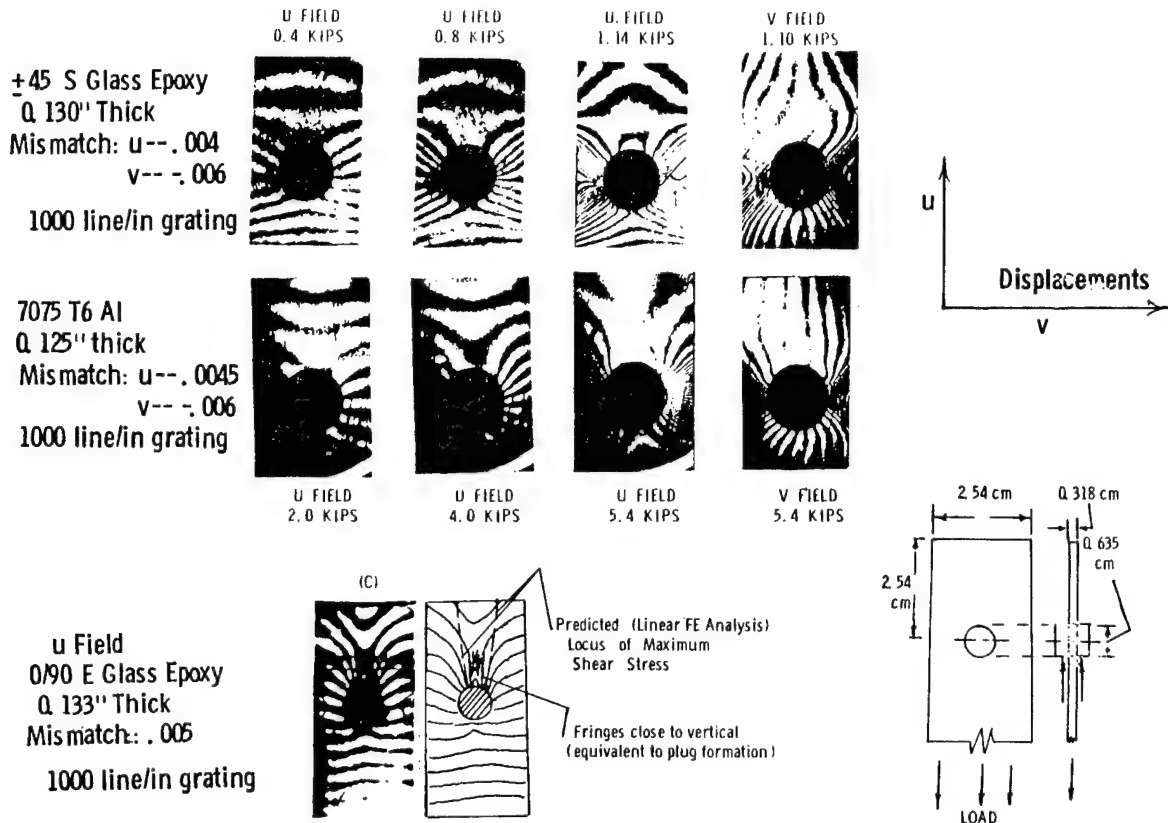 U FIELD
0.4 KIPS
U FIELD
0.8 KIPS
U. FIELD
1.14 KIPS
V FIELD
1.10 KIPS
+45 S Glass Epoxy
0.130" Thick
Mismatch: u--.004
v-- -.006
1000 line/in grating
u
Displacements
v
7075 T6 Al
0.125" thick
Mismatch: u--.0045
v-- -.006
1000 line/in grating
U FIELD
2.0 KIPS
U FIELD
4.0 KIPS
U FIELD
5.4 KIPS
V FIELD
5.4 KIPS
2.54 cm
0.318 cm
0.635
cm
2.54
cm
LOAD
(C)
Predicted (Linear FE Analysis)
Locus of Maximum
Shear Stress
Fringes close to vertical
(equivalent to plug formation)
u Field
0/90 E Glass Epoxy
0.133" Thick
Mismatch: .005
1000 line/in grating